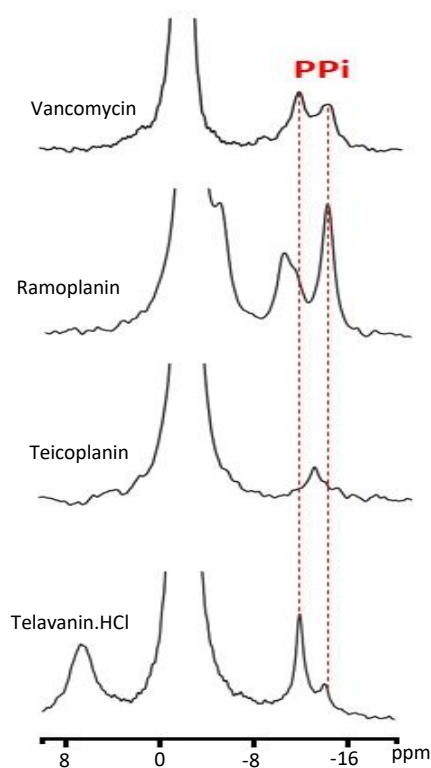 PPi
Vancomycin
Ramoplanin
Teicoplanin
Telavanin.HCl
8 0 -8 -16 ppm